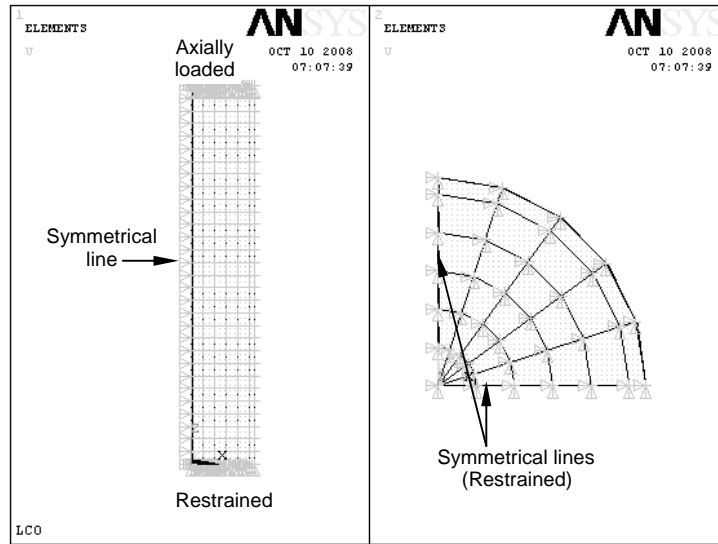 1
ELEMENTS
U
ANSYS
OCT 10 2008
07:07:39
Axially
loaded
Symmetrical
line
Z
X
Restrained
LC0
2
ELEMENTS
U
ANSYS
OCT 10 2008
07:07:39
Symmetrical lines
(Restrained)